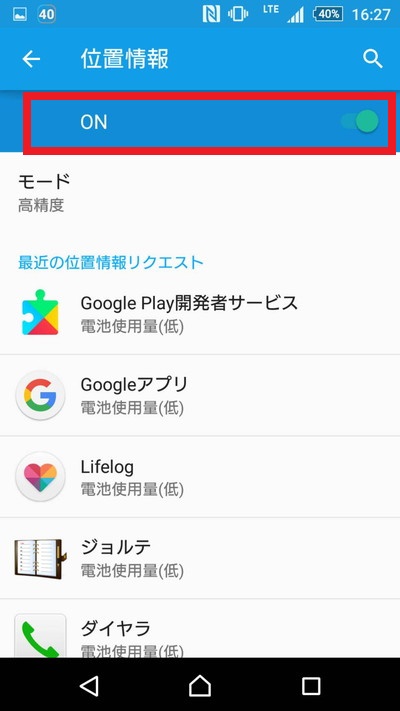 40 LTE 40% 16:27
位置情報
ON
モード
高精度
最近の位置情報リクエスト
Google Play開発者サービス
電池使用量(低)
Googleアプリ
電池使用量(低)
Lifelog
電池使用量(低)
ジョルテ
電池使用量(低)
ダイヤラ
電池使用量(低)